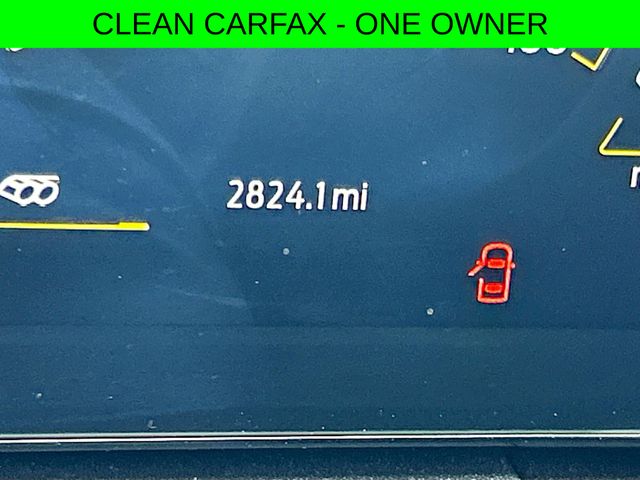 CLEAN CARFAX - ONE OWNER
2824.1mi